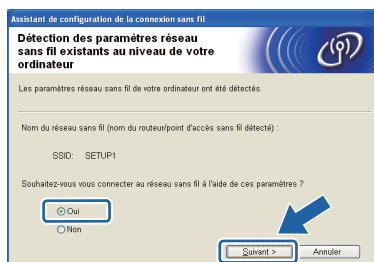 Assistant de configuration de la connexion sans fil
Détection des paramètres réseau
sans fil existants au niveau de votre
ordinateur
Les paramètres réseau sans fil de votre ordinateur ont été détectés.
Nom du réseau sans fil (nom du routeur/point d'accès sans fil détecté) :
SSID: SETUP1
Souhaitez-vous vous connecter au réseau sans fil à l'aide de ces paramètres ?
Oui
Non
Suivant > Annuler